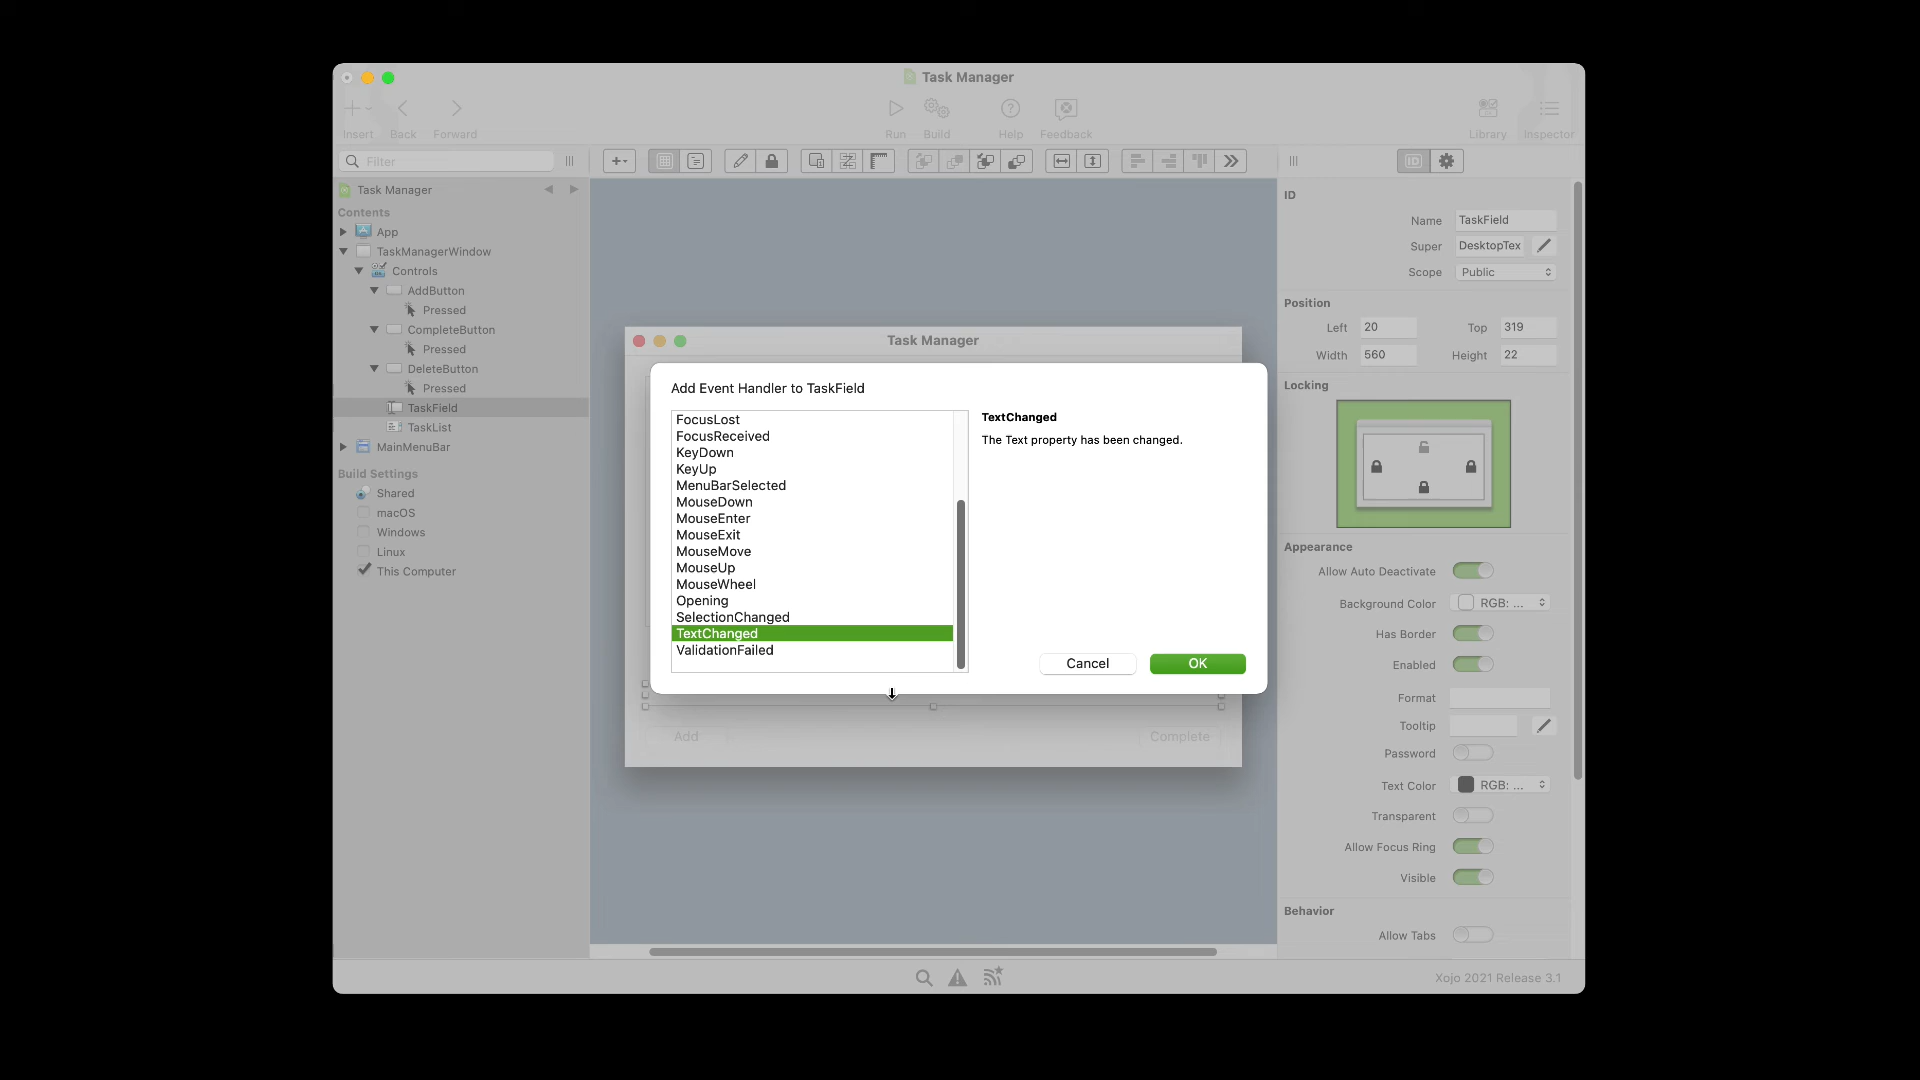 Task Manager
Insert Back Forward Run Build Help Feedback Library Inspector
Filter
Task Manager
Contents
App
TaskManagerWindow
Controls
AddButton
Pressed
CompleteButton
Pressed
DeleteButton
Pressed
TaskField
TaskList
MainMenuBar
Build Settings
Shared
macOS
Windows
Linux
This Computer
Task Manager
Add Event Handler to TaskField
FocusLost
FocusReceived
KeyDown
KeyUp
MenuBarSelected
MouseDown
MouseEnter
MouseExit
MouseMove
MouseUp
MouseWheel
Opening
SelectionChanged
TextChanged
ValidationFailed
TextChanged
The Text property has been changed.
Cancel OK
Add Complete
ID
ID
Name TaskField
Super DesktopTex
Scope Public
Position
Left 20 Top 319
Width 560 Height 22
Locking
Appearance
Allow Auto Deactivate
Background Color RGB: ...
Has Border
Enabled
Format
Tooltip
Password
Text Color RGB: ...
Transparent
Allow Focus Ring
Visible
Behavior
Allow Tabs
Xojo 2021 Release 3.1